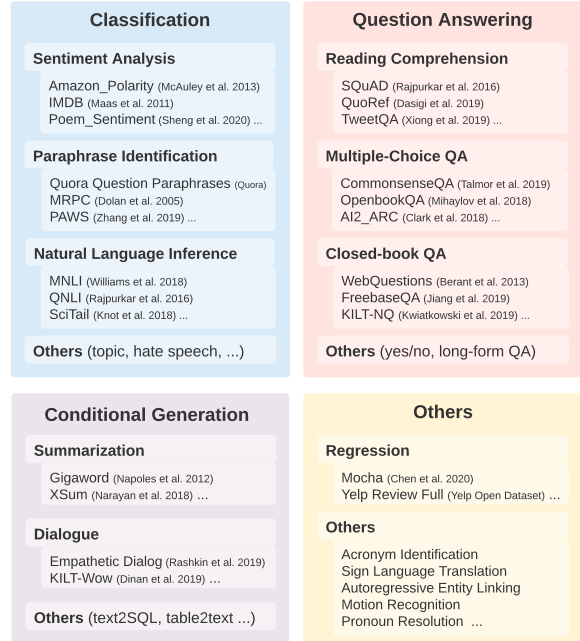 Classification
Sentiment Analysis
Amazon_Polarity (McAuley et al. 2013)
IMDB (Maas et al. 2011)
Poem_Sentiment (Sheng et al. 2020) ...
Paraphrase Identification
Quora Question Paraphrases (Quora)
MRPC (Dolan et al. 2005)
PAWS (Zhang et al. 2019) ...
Natural Language Inference
MNLI (Williams et al. 2018)
QNLI (Rajpurkar et al. 2016)
SciTail (Knot et al. 2018) ...
Others (topic, hate speech, ...)
Question Answering
Reading Comprehension
SQuAD (Rajpurkar et al. 2016)
QuoRef (Dasigi et al. 2019)
TweetQA (Xiong et al. 2019) ...
Multiple-Choice QA
CommonsenseQA (Talmor et al. 2019)
OpenbookQA (Mihaylov et al. 2018)
AI2_ARC (Clark et al. 2018) ...
Closed-book QA
WebQuestions (Berant et al. 2013)
FreebaseQA (Jiang et al. 2019)
KILT-NQ (Kwiatkowski et al. 2019) ...
Others (yes/no, long-form QA)
Conditional Generation
Summarization
Gigaword (Napoles et al. 2012)
XSum (Narayan et al. 2018) ...
Dialogue
Empathetic Dialog (Rashkin et al. 2019)
KILT-Wow (Dinan et al. 2019) ...
Others (text2SQL, table2text ...)
Others
Regression
Mocha (Chen et al. 2020)
Yelp Review Full (Yelp Open Dataset) ...
Others
Acronym Identification
Sign Language Translation
Autoregressive Entity Linking
Motion Recognition
Pronoun Resolution ...